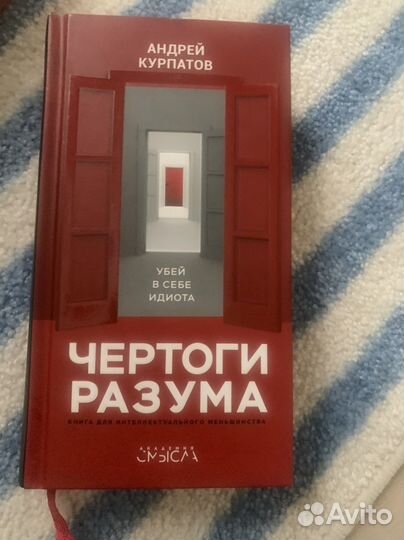 АНДРЕЙ
КУРПАТОВ
УБЕЙ
В СЕБЕ
ИДИОТА
ЧЕРТОГИ
РАЗУМА
КНИГА ДЛЯ ИНТЕЛЛЕКТУАЛЬНОГО МЕНЬШИНСТВА
АКАДЕМИЯ
СМЫСЛА
Avito